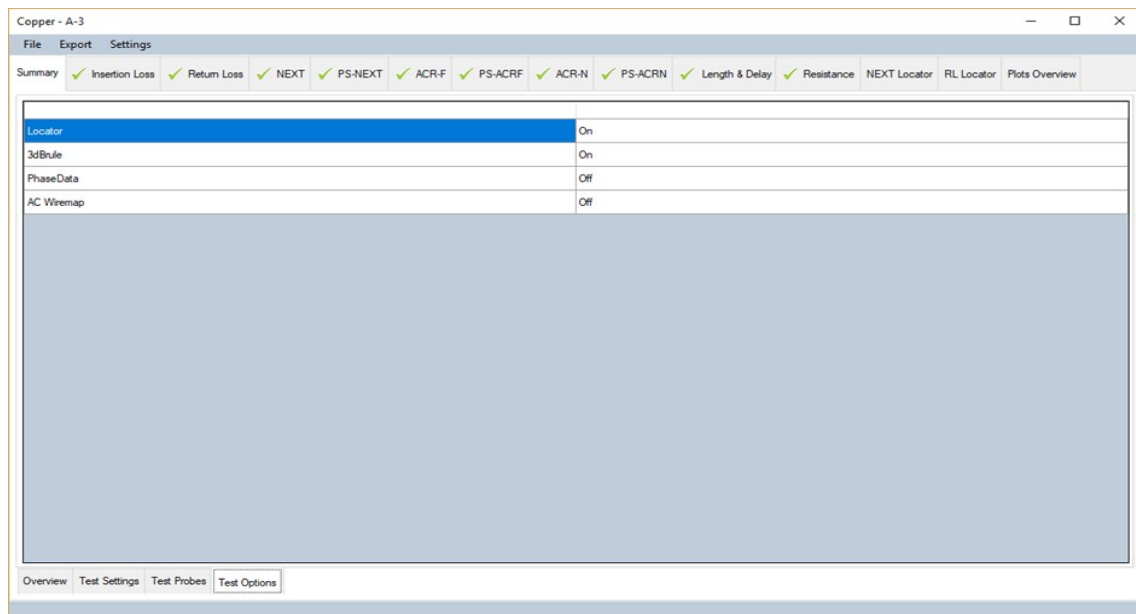 Copper - A-3
File Export Settings
Summary Insertion Loss Return Loss NEXT PS-NEXT ACR-F PS-ACRF ACR-N PS-ACRN Length & Delay Resistance NEXT Locator RL Locator Plots Overview
Locator On
3dBrule On
PhaseData Off
AC Wiremap Off
Overview Test Settings Test Probes Test Options